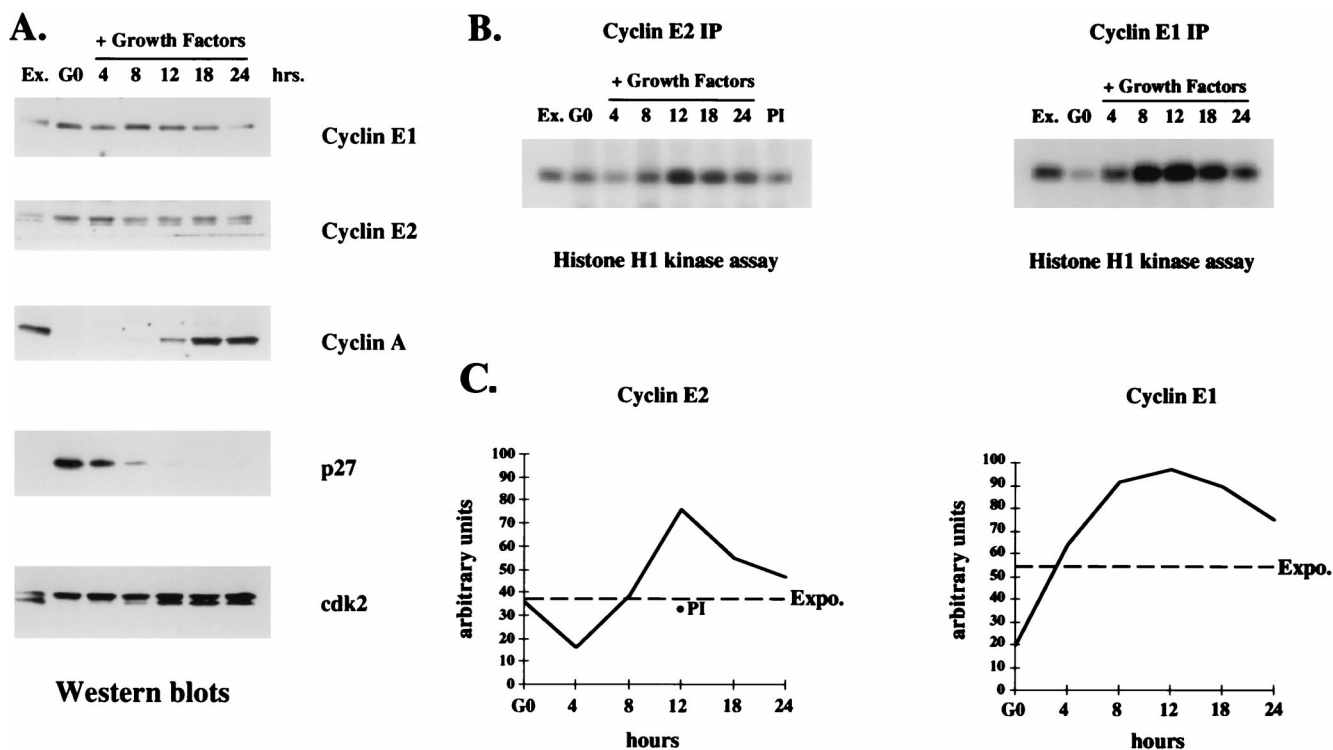 A.
+ Growth Factors
Ex. G0 4 8 12 18 24 hrs.
Cyclin E1
Cyclin E2
Cyclin A
p27
cdk2
Western blots
B.
Cyclin E2 IP
+ Growth Factors
Ex. G0 4 8 12 18 24 PI
Histone H1 kinase assay
Cyclin E1 IP
+ Growth Factors
Ex. G0 4 8 12 18 24
Histone H1 kinase assay
C.
Cyclin E2
arbitrary units
100
90
80
70
60
50
40
30
20
10
0
Expo.
PI
G0 4 8 12 18 24
hours
Cyclin E1
arbitrary units
100
90
80
70
60
50
40
30
20
10
0
Expo.
G0 4 8 12 18 24
hours